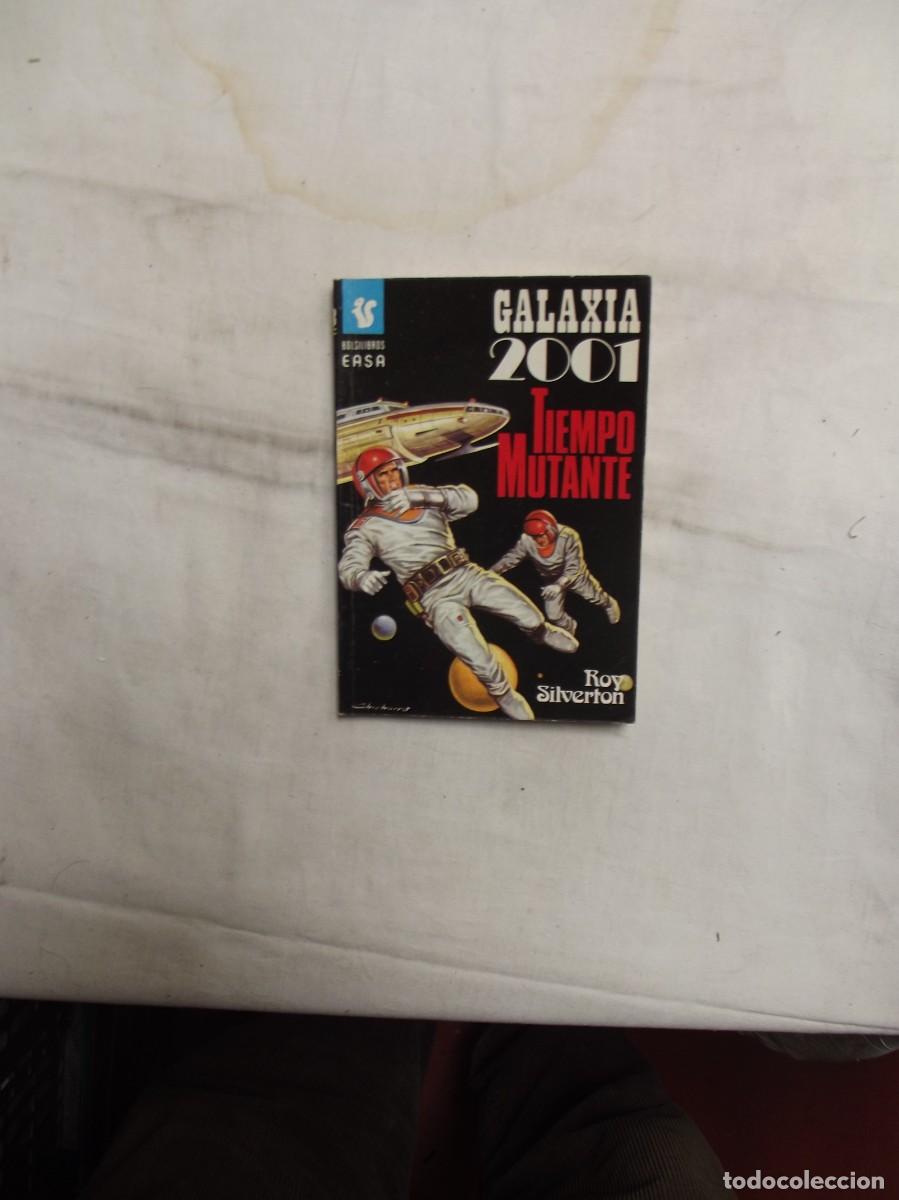 BOLSILIBROS
EASA
GALAXIA
2001
TIEMPO
MUTANTE
Roy
Silverton
todocoleccion